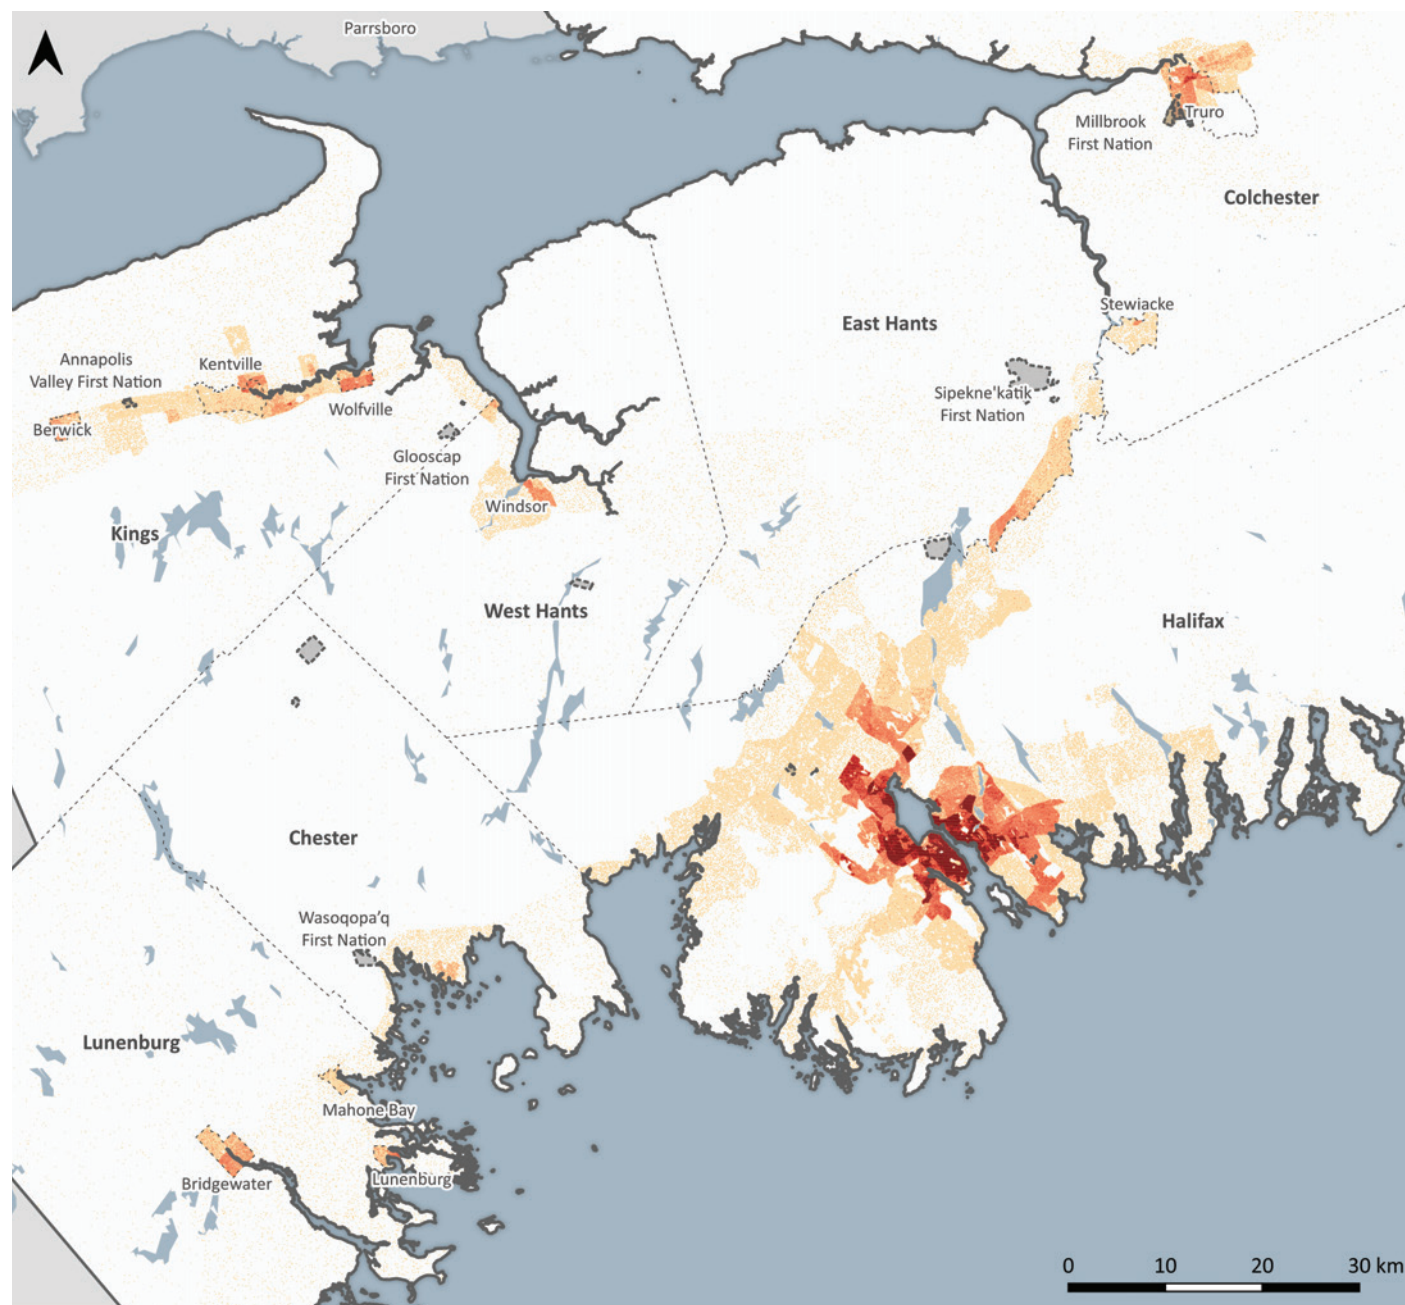 Parrsboro
Millbrook
First Nation
Truro
Colchester
Stewiacke
East Hants
Annapolis
Valley First Nation
Kentville
Sipekne'katik
First Nation
Wolfville
Berwick
Glooscap
First Nation
Windsor
Kings
West Hants
Halifax
Chester
Wasoqopa’q
First Nation
Lunenburg
Mahone Bay
Bridgewater
Lunenburg
0 10 20 30 km